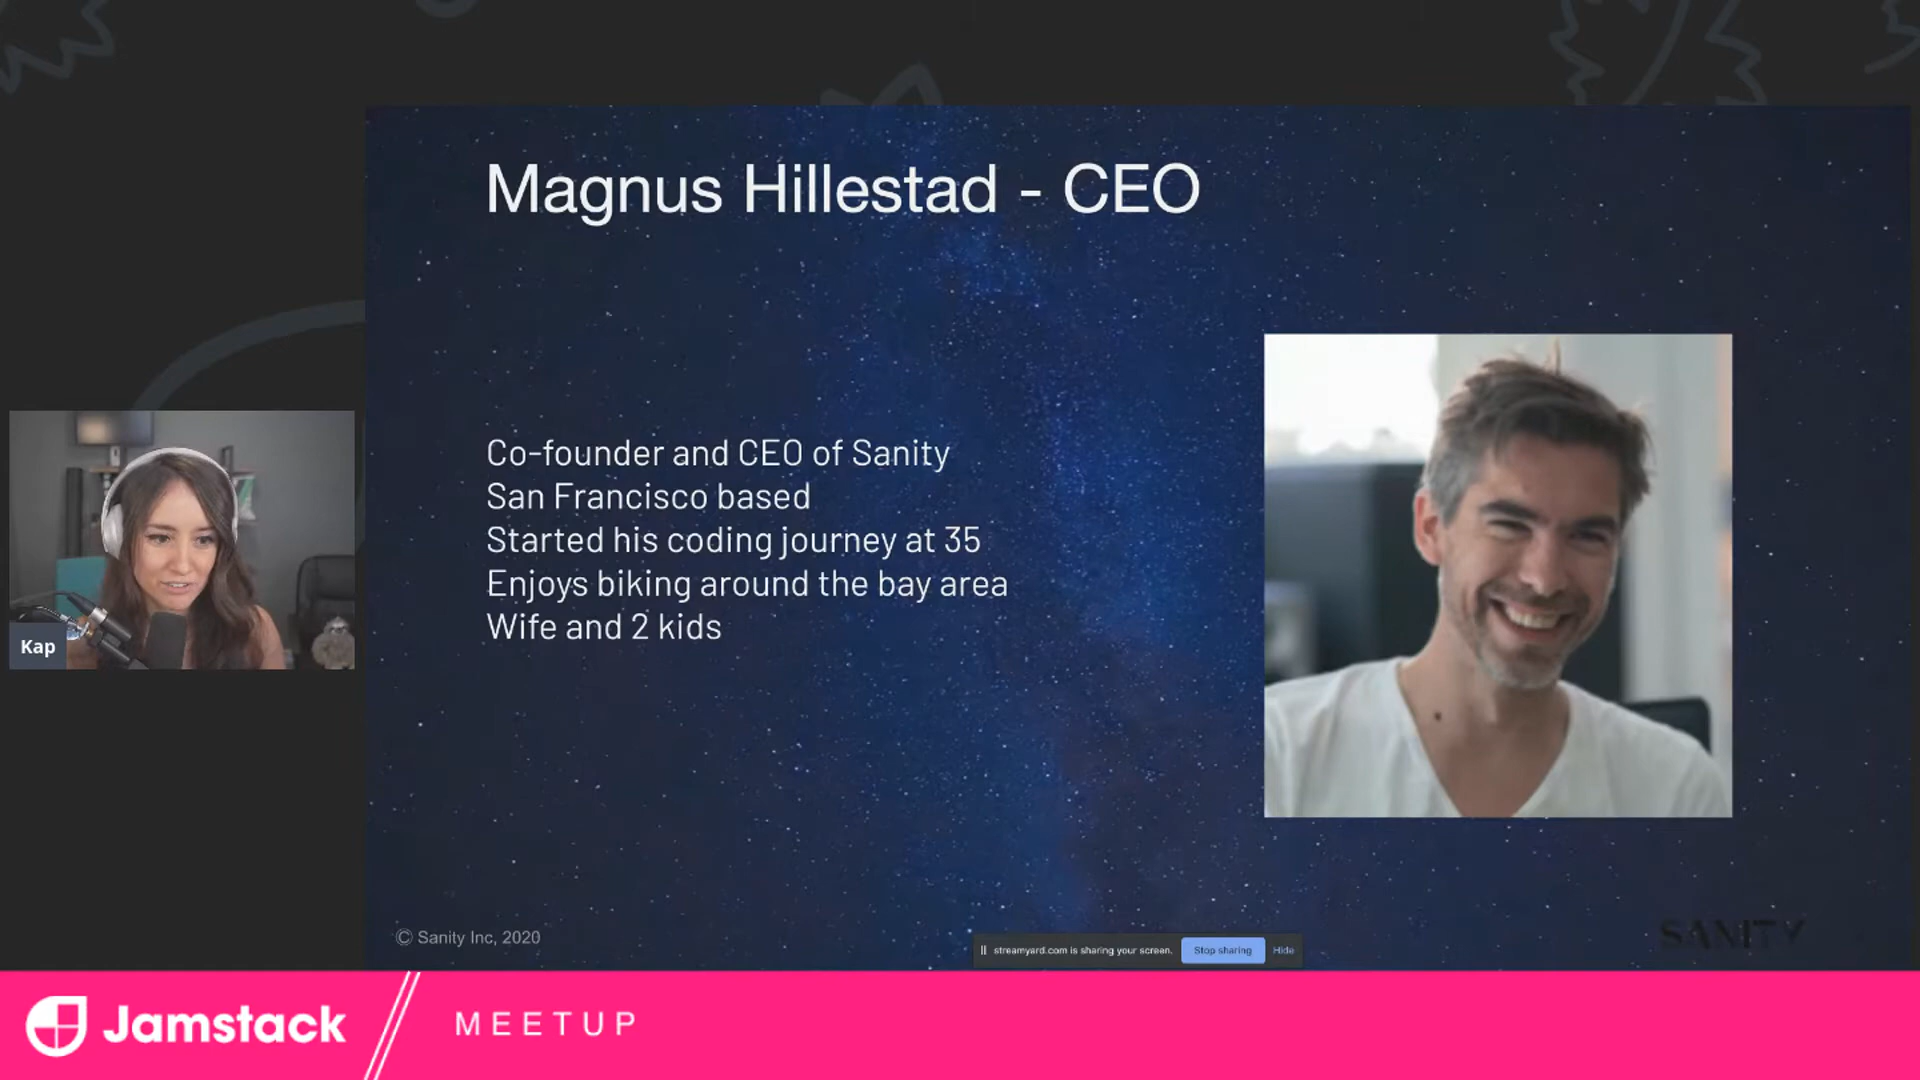 Magnus Hillestad - CEO
Co-founder and CEO of Sanity
San Francisco based
Started his coding journey at 35
Enjoys biking around the bay area
Wife and 2 kids
Kap
© Sanity Inc, 2020
streamyard.com is sharing your screen. Stop sharing Hide
SANITY
Jamstack MEETUP